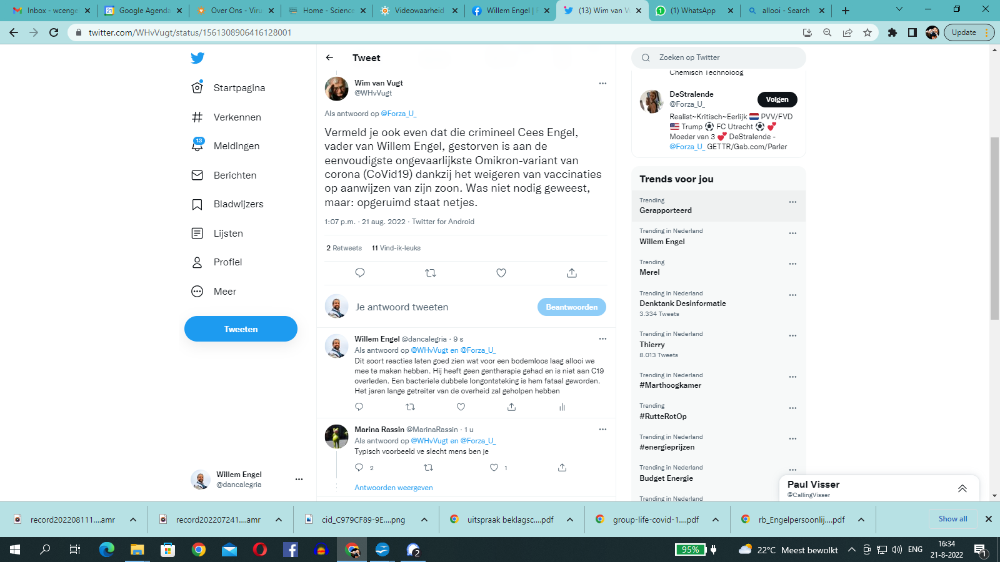 Inbox - wcenge
Google Agenda
Over Ons - Viru
Home - Science
Videowaarheid
Willem Engel | F
(13) Wim van Vu
(1) WhatsApp
allooi - Search
twitter.com/WHvVugt/status/1561308906416128001
Update
Startpagina
Verkennen
13
Meldingen
Berichten
Bladwijzers
Lijsten
Profiel
Meer
Tweeten
Willem Engel
@dancalegria
Tweet
Wim van Vugt
@WHvVugt
Als antwoord op @Forza_U_
Vermeld je ook even dat die crimineel Cees Engel,
vader van Willem Engel, gestorven is aan de
eenvoudigste ongevaarlijkste Omikron-variant van
corona (CoVid19) dankzij het weigeren van vaccinaties
op aanwijzen van zijn zoon. Was niet nodig geweest,
maar: opgeruimd staat netjes.
1:07 p.m. · 21 aug. 2022 · Twitter for Android
2 Retweets 11 Vind-ik-leuks
Je antwoord tweeten
Beantwoorden
Willem Engel @dancalegria · 9 s
Als antwoord op @WHvVugt en @Forza_U_
Dit soort reacties laten goed zien wat voor een bodemloos laag allooi we
mee te maken hebben. Hij heeft geen gentherapie gehad en is niet aan C19
overleden. Een bacteriele dubbele longontsteking is hem fataal geworden.
Het jaren lange getreiter van de overheid zal geholpen hebben
Marina Rassin @MarinaRassin · 1 u
Als antwoord op @WHvVugt en @Forza_U_
Typisch voorbeeld ve slecht mens ben je
2 1
Antwoorden weergeven
Zoeken op Twitter
Chemisch Technoloog
DeStralende
@Forza_U_
Volgen
Realist~Kritisch~Eerlijk 🇳🇱 PVV/FVD
🇺🇸 Trump ⚽ FC Utrecht ⚽ 💕
Moeder van 3 💕 DeStralende -
@Forza_U_ GETTR/Gab.com/Parler
Trends voor jou
Trending
Gerapporteerd
Trending in Nederland
Willem Engel
Trending
Merel
Trending in Nederland
Denktank Desinformatie
3.334 Tweets
Trending in Nederland
Thierry
8.013 Tweets
Trending in Nederland
#Marthoogkamer
Trending
#RutteRotOp
Trending in Nederland
#energieprijzen
Trending in Nederland
Budget Energie
Trending in Nederland
Paul Visser
@CallingVisser
record202208111....amr
record202207241....amr
cid_C979CF89-9E....png
uitspraak beklagsc....pdf
group-life-covid-1....pdf
rb_Engelpersoonlij....pdf
Show all
2
95%
22°C Meest bewolkt
ENG
16:34
21-8-2022
1